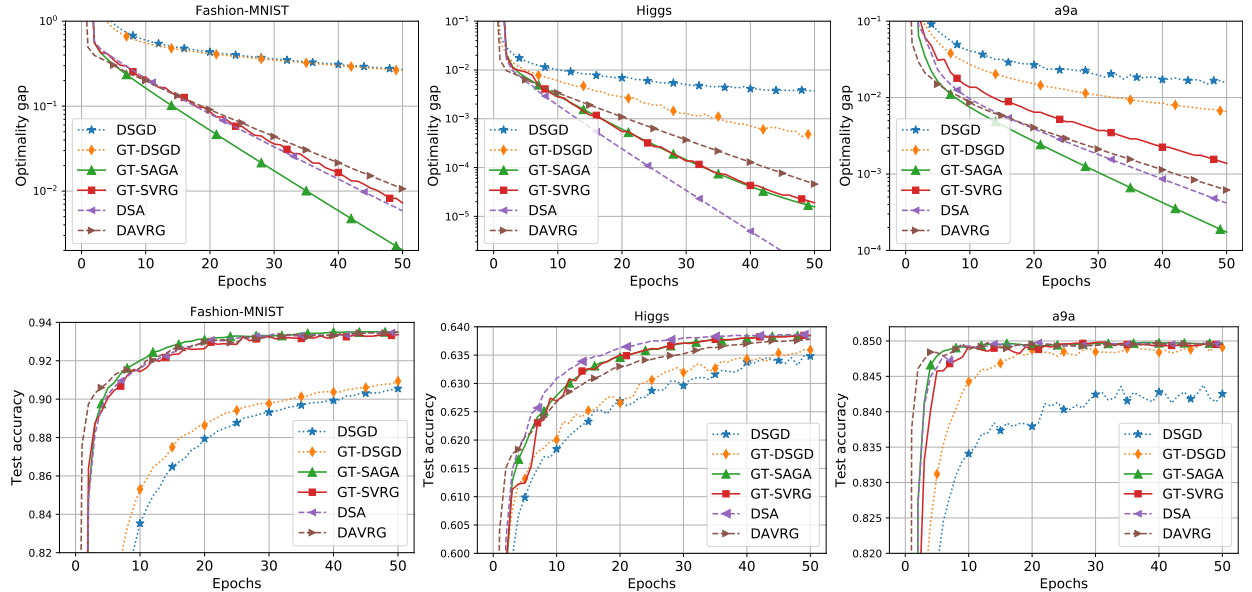 Fashion-MNIST
10⁰
10⁻¹
10⁻²
Optimality gap
DSGD
GT-DSGD
GT-SAGA
GT-SVRG
DSA
DAVRG
0 10 20 30 40 50
Epochs
Higgs
10⁻¹
10⁻²
10⁻³
10⁻⁴
10⁻⁵
Optimality gap
DSGD
GT-DSGD
GT-SAGA
GT-SVRG
DSA
DAVRG
0 10 20 30 40 50
Epochs
a9a
10⁻¹
10⁻²
10⁻³
10⁻⁴
Optimality gap
DSGD
GT-DSGD
GT-SAGA
GT-SVRG
DSA
DAVRG
0 10 20 30 40 50
Epochs
Fashion-MNIST
0.94
0.92
0.90
0.88
0.86
0.84
0.82
Test accuracy
DSGD
GT-DSGD
GT-SAGA
GT-SVRG
DSA
DAVRG
0 10 20 30 40 50
Epochs
Higgs
0.640
0.635
0.630
0.625
0.620
0.615
0.610
0.605
0.600
Test accuracy
DSGD
GT-DSGD
GT-SAGA
GT-SVRG
DSA
DAVRG
0 10 20 30 40 50
Epochs
a9a
0.850
0.845
0.840
0.835
0.830
0.825
0.820
Test accuracy
DSGD
GT-DSGD
GT-SAGA
GT-SVRG
DSA
DAVRG
0 10 20 30 40 50
Epochs